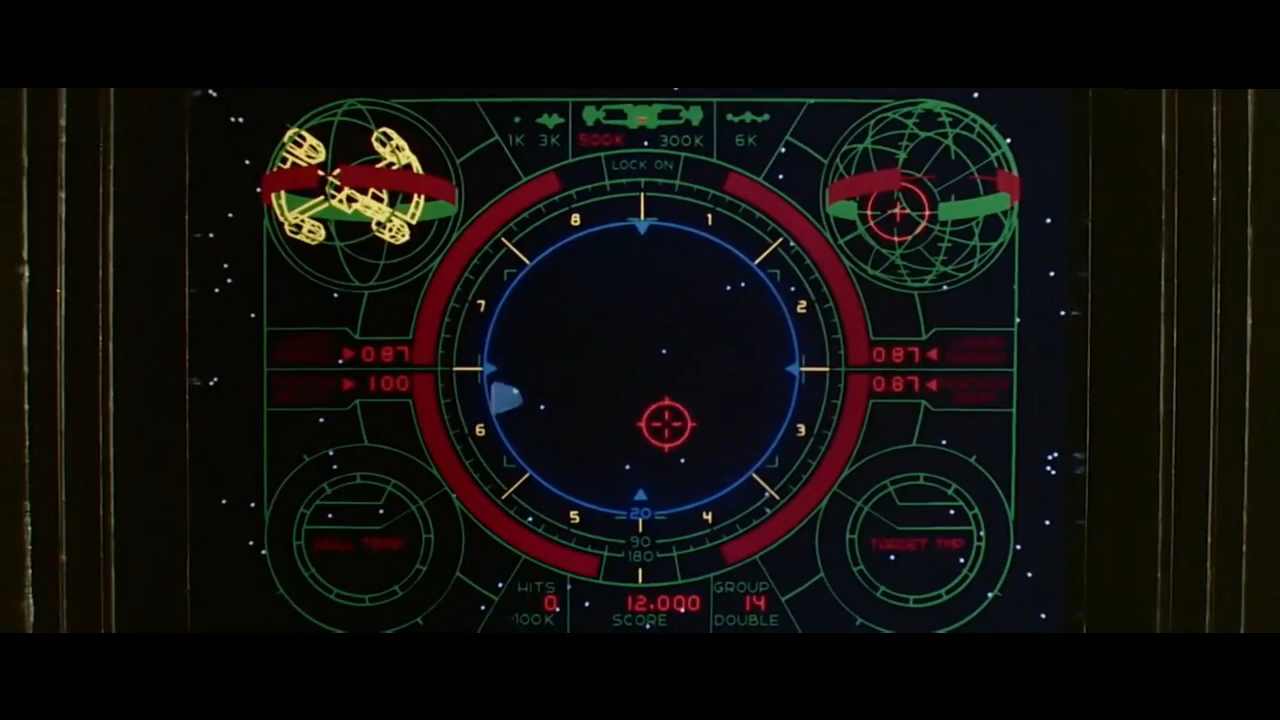 1K 3K 500K 300K 6K
LOCK ON
8 1
7 2
087 087
100 087
6 3
5 4
20
90
180
TARGET TMP
HITS GROUP
0 12,000 14
-100K SCORE DOUBLE